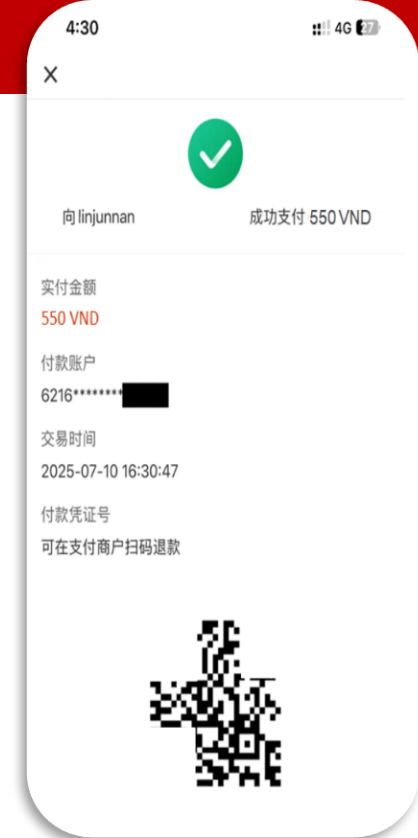 4:30
4G 27
向 linjunnan 成功支付 550 VND
实付金额
550 VND
付款账户
6216********
交易时间
2025-07-10 16:30:47
付款凭证号
可在支付商户扫码退款